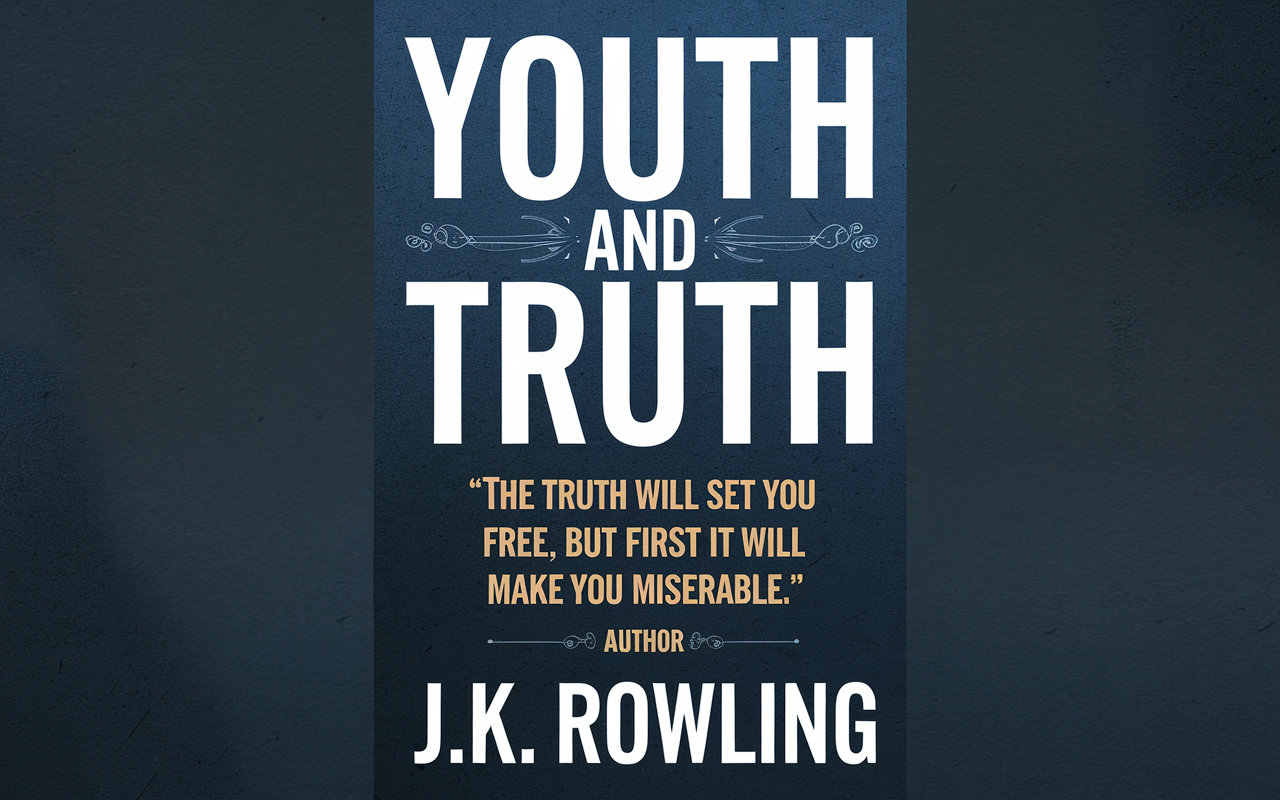 YOUTH
AND
TRUTH
“THE TRUTH WILL SET YOU
FREE, BUT FIRST IT WILL
MAKE YOU MISERABLE.”
AUTHOR
J.K. ROWLING